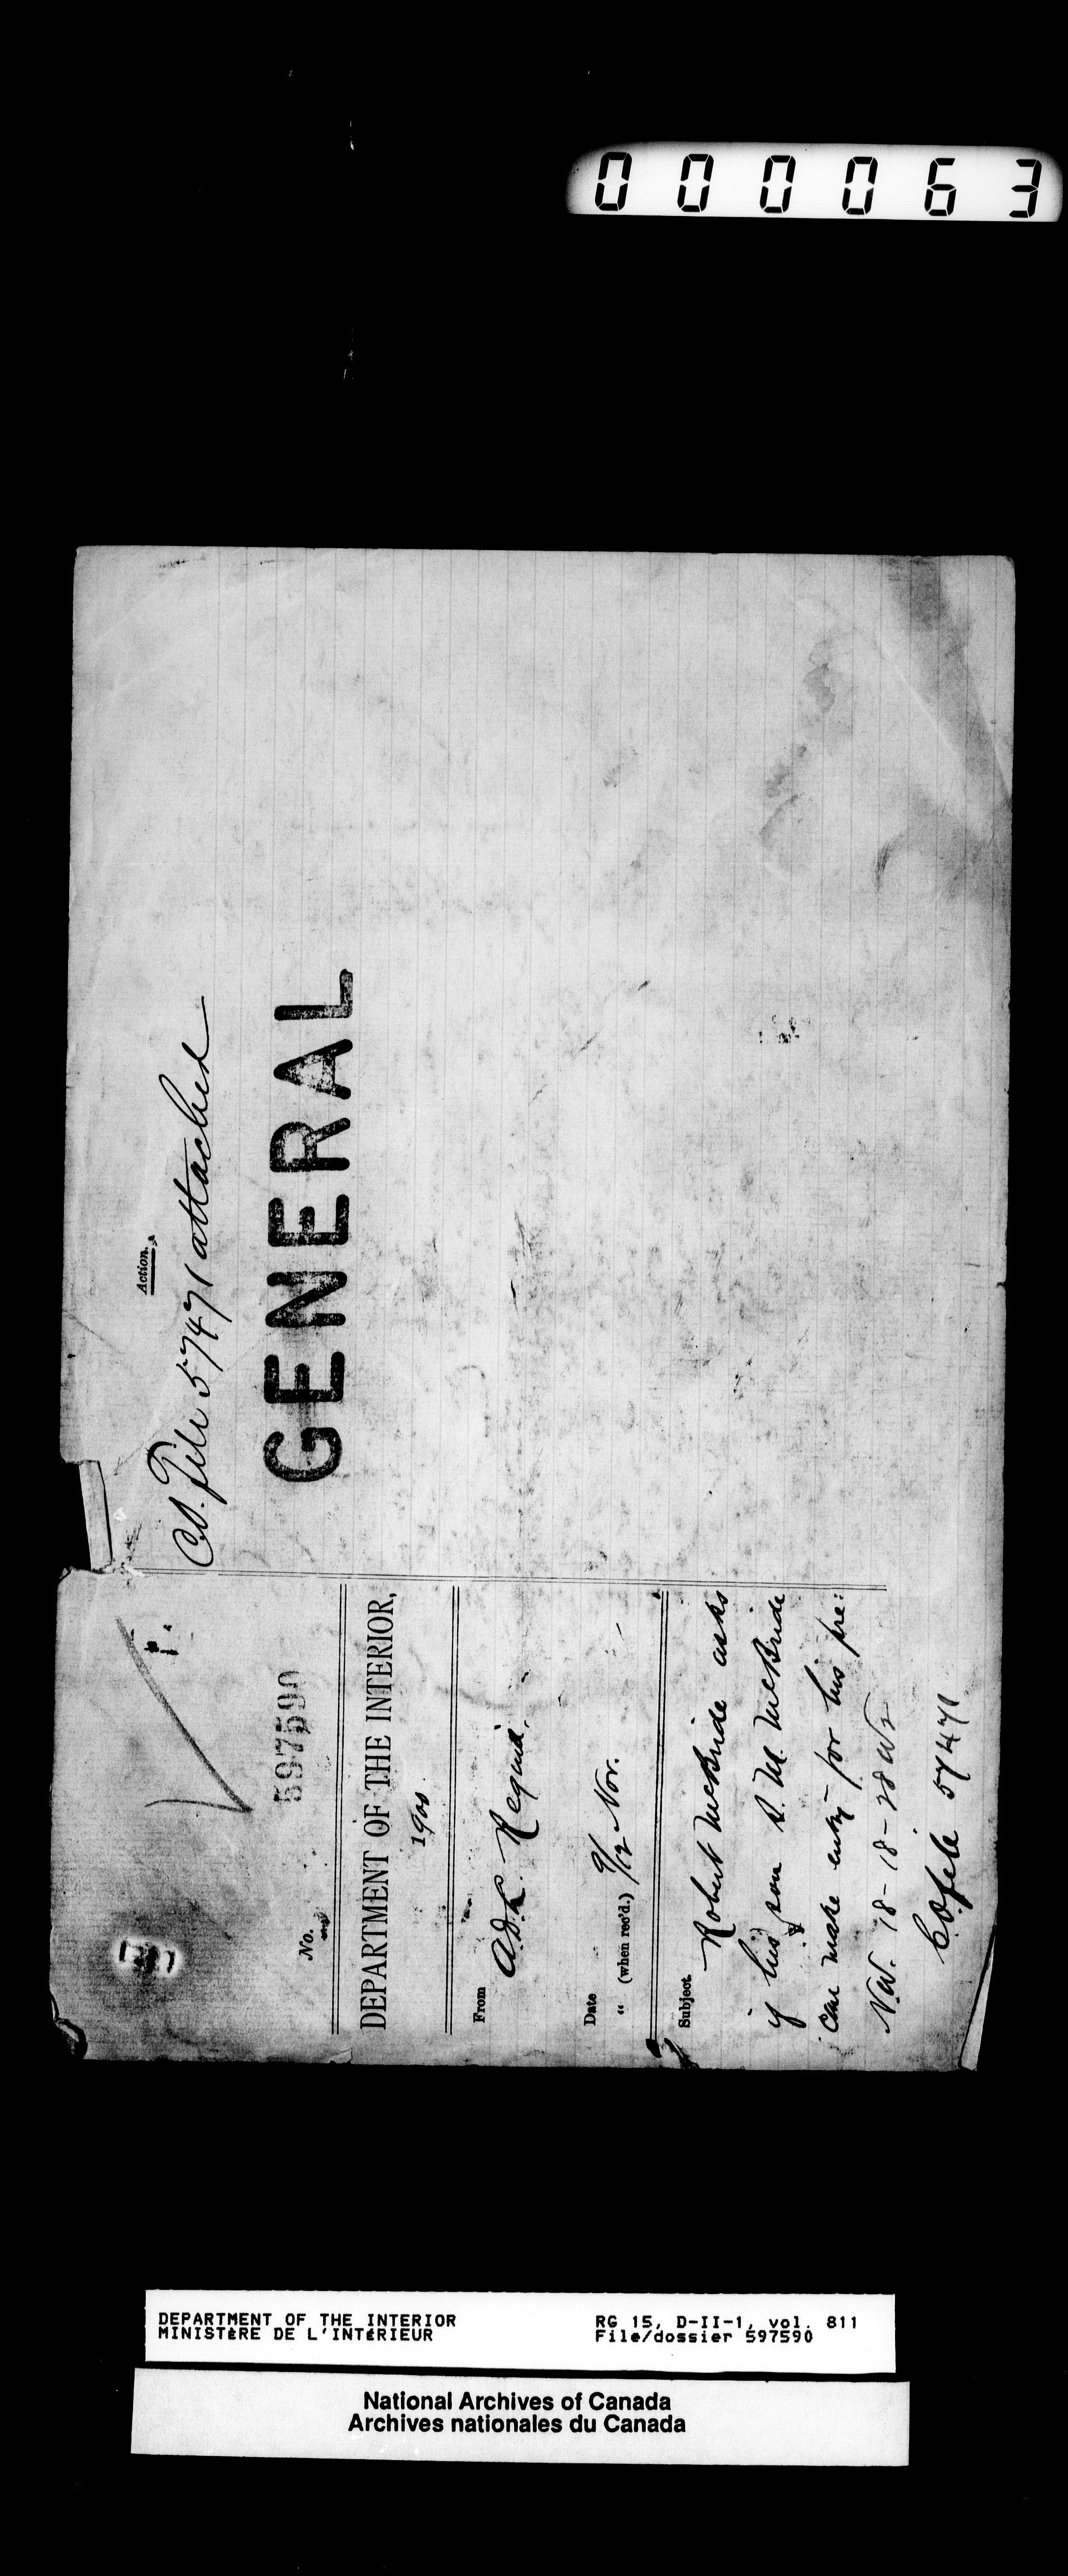 000063
No. 597590
DEPARTMENT OF THE INTERIOR,
1900
From
A.D.L. Regina.
Date 9/12 Nov.
" (when rec'd.)
Subject.
Robert McBride asks
if his son S. M. McBride
can make entry for his pre:
N.W. 18-18-28 W2
C.O. file 57471
Action.
C.O. File 57471 attached
GENERAL
DEPARTMENT OF THE INTERIOR
MINISTÈRE DE L'INTÉRIEUR
RG 15, D-II-1, vol. 811
File/dossier 597590
National Archives of Canada
Archives nationales du Canada